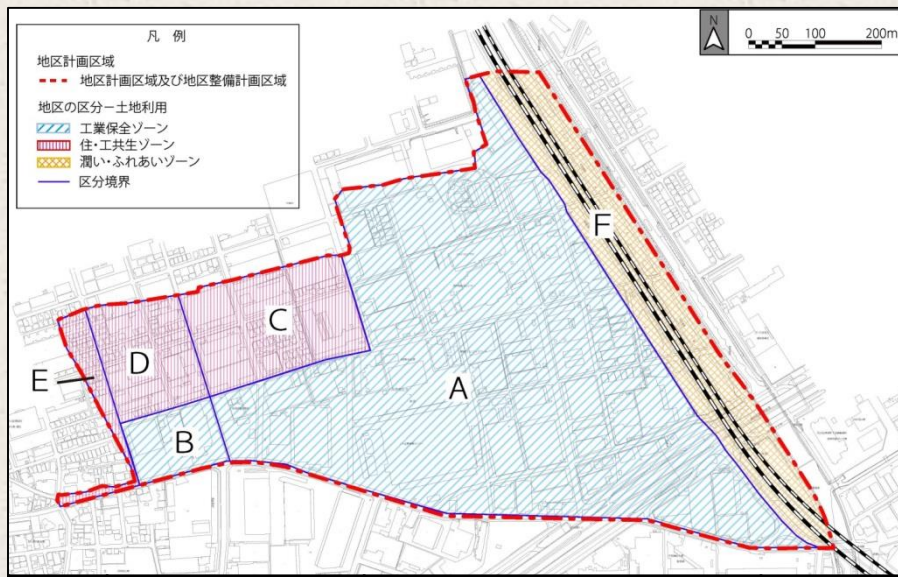 凡 例
地区計画区域
地区計画区域及び地区整備計画区域
地区の区分－土地利用
工業保全ゾーン
住・工共生ゾーン
潤い・ふれあいゾーン
区分境界
N
0 50 100 200m
F
C
D
E
A
B